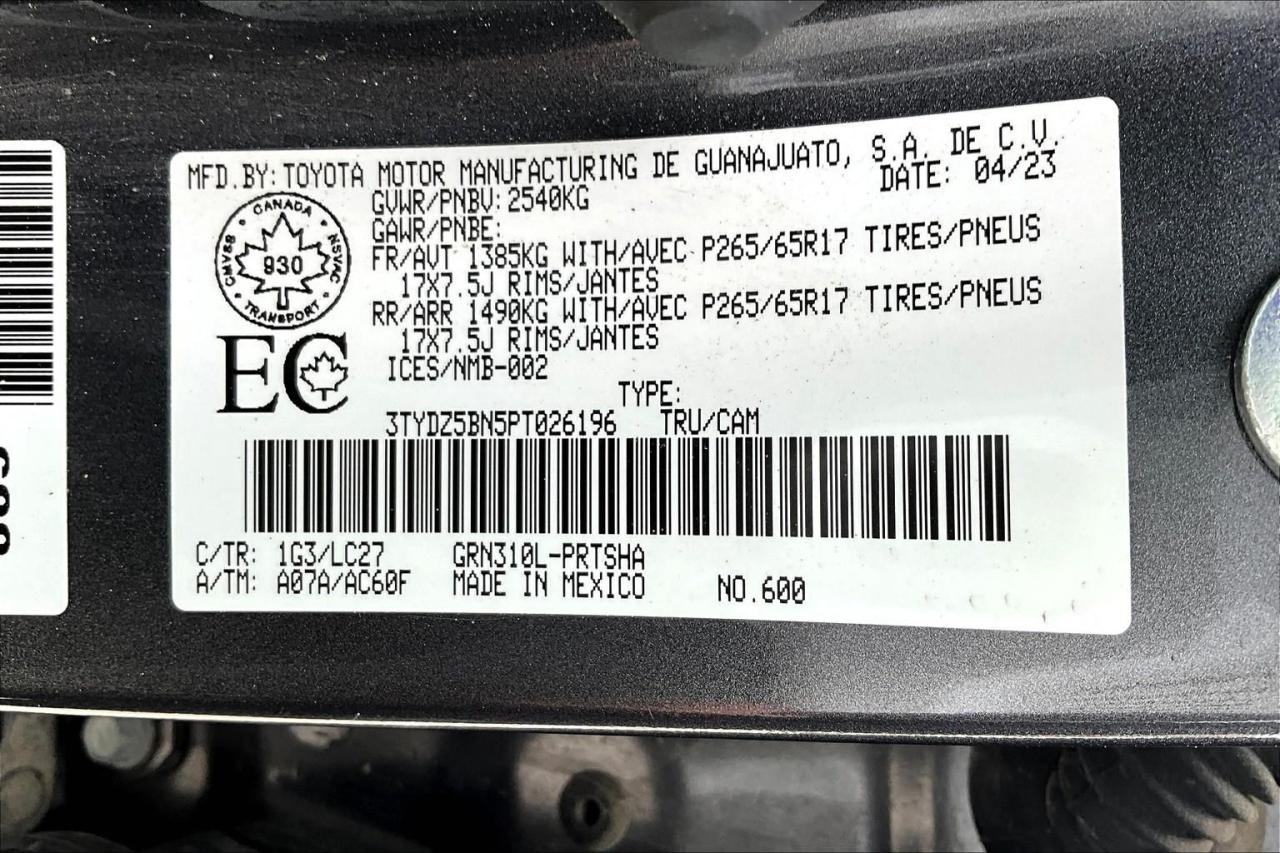 MFD.BY: TOYOTA MOTOR MANUFACTURING DE GUANAJUATO, S.A. DE C.V.
DATE: 04/23
GVWR/PNBV: 2540KG
GAWR/PNBE:
FR/AVT 1385KG WITH/AVEC P265/65R17 TIRES/PNEUS
17X7.5J RIMS/JANTES
RR/ARR 1490KG WITH/AVEC P265/65R17 TIRES/PNEUS
17X7.5J RIMS/JANTES
ICES/NMB-002
CANADA
CMVSS NSVAC
930
TRANSPORT
EC
TYPE:
3TYDZ5BN5PT026196 TRU/CAM
C/TR: 1G3/LC27 GRN310L-PRTSHA
A/TM: A07A/AC60F MADE IN MEXICO NO.600